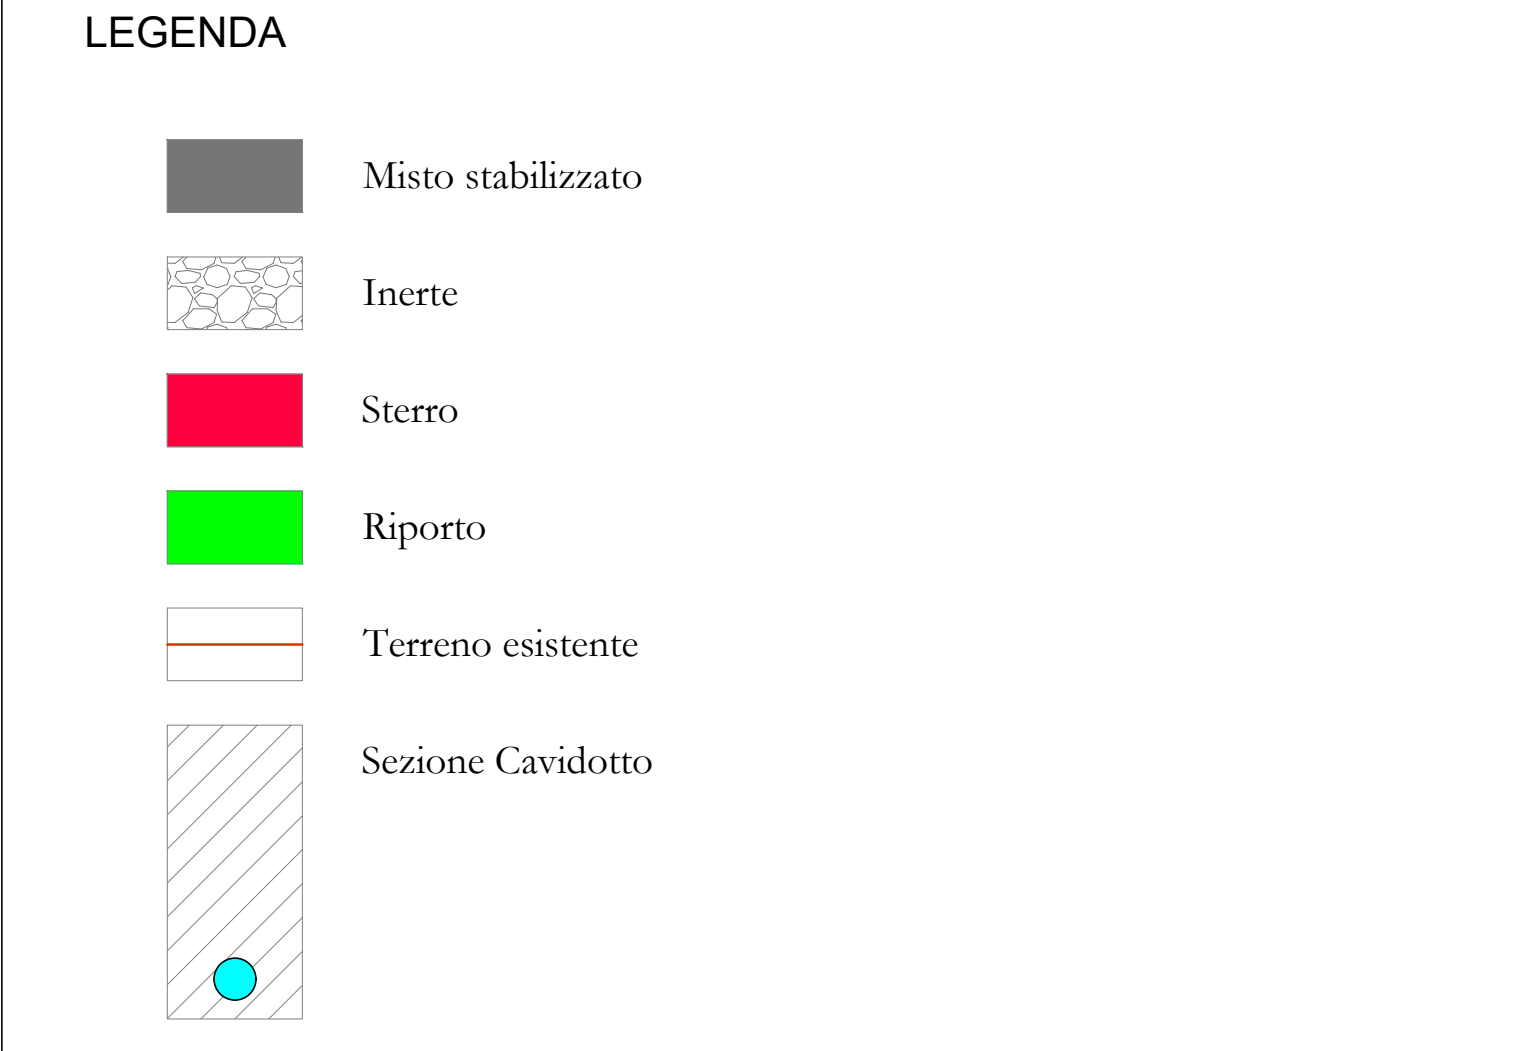 LEGENDA
Misto stabilizzato
Inerte
Sterro
Riporto
Terreno esistente
Sezione Cavidotto